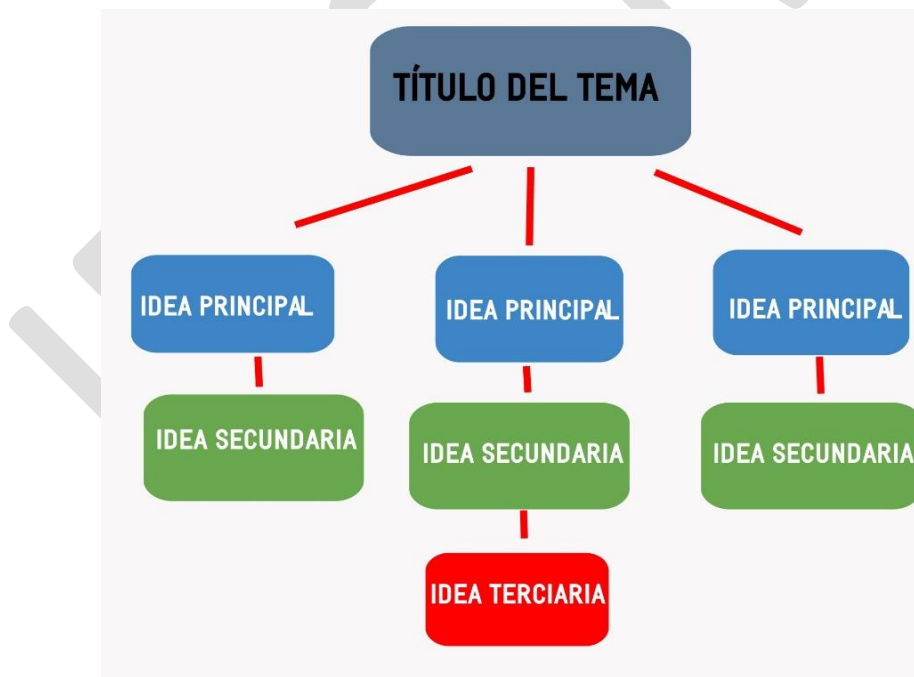 TÍTULO DEL TEMA
IDEA PRINCIPAL
IDEA PRINCIPAL
IDEA PRINCIPAL
IDEA SECUNDARIA
IDEA SECUNDARIA
IDEA SECUNDARIA
IDEA TERCIARIA